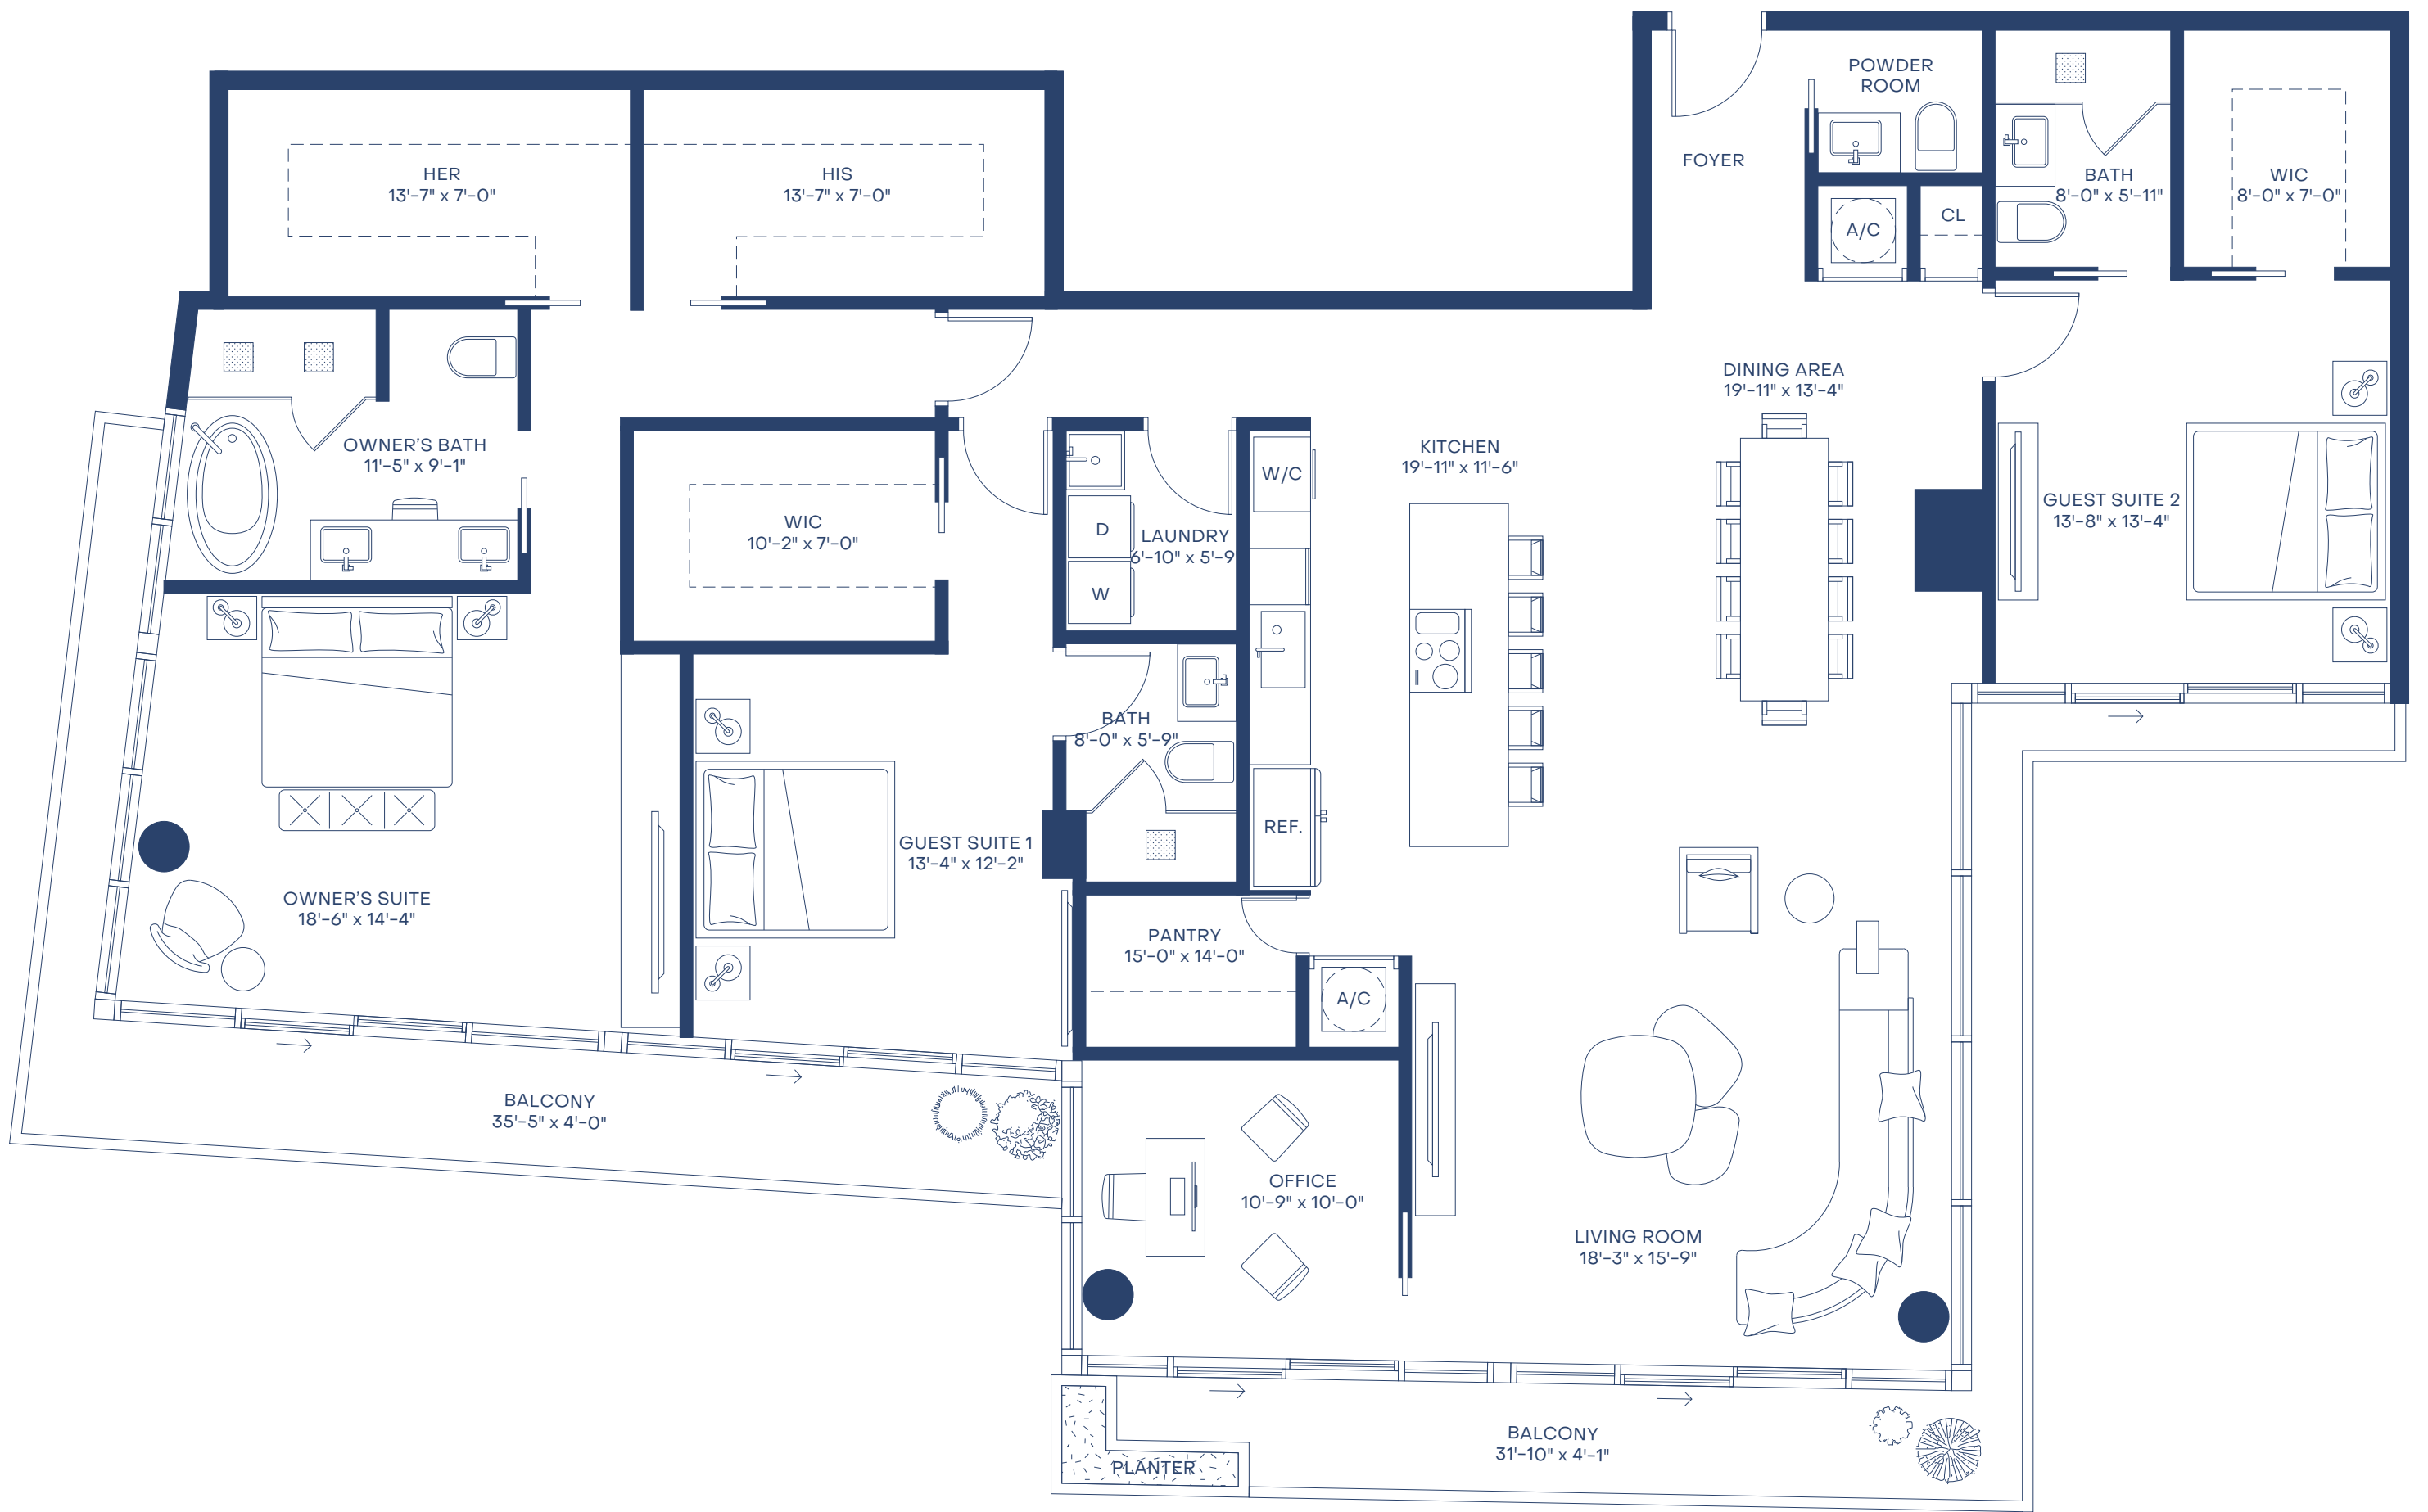 POWDER
ROOM
FOYER
HER
13'-7" x 7'-0"
HIS
13'-7" x 7'-0"
BATH
8'-0" x 5'-11"
WIC
8'-0" x 7'-0"
A/C
CL
DINING AREA
19'-11" x 13'-4"
OWNER'S BATH
11'-5" x 9'-1"
KITCHEN
19'-11" x 11'-6"
W/C
WIC
10'-2" x 7'-0"
D
LAUNDRY
6'-10" x 5'-9
W
GUEST SUITE 2
13'-8" x 13'-4"
BATH
8'-0" x 5'-9"
REF.
GUEST SUITE 1
13'-4" x 12'-2"
OWNER'S SUITE
18'-6" x 14'-4"
PANTRY
15'-0" x 14'-0"
A/C
BALCONY
35'-5" x 4'-0"
OFFICE
10'-9" x 10'-0"
LIVING ROOM
18'-3" x 15'-9"
BALCONY
31'-10" x 4'-1"
PLANTER